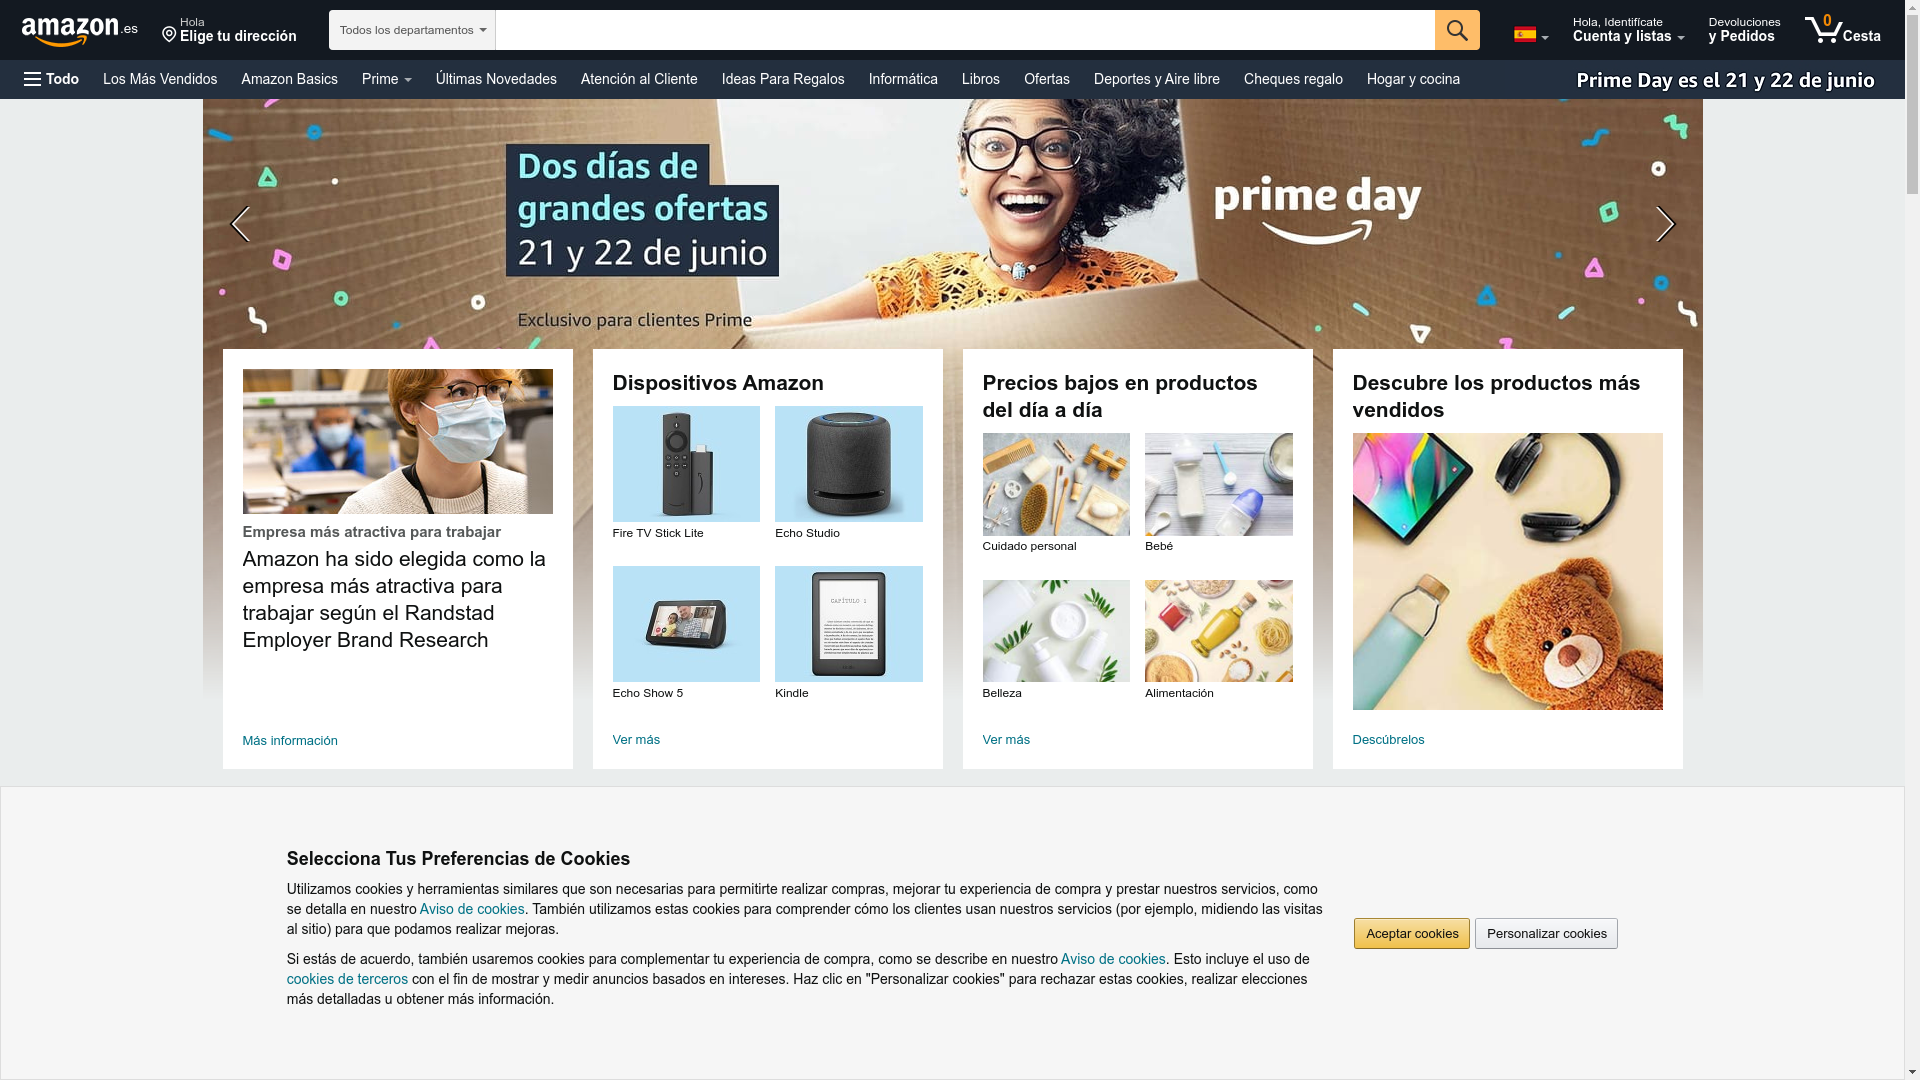 amazon.es
Hola
Elige tu dirección
Todos los departamentos
Hola, Identifícate
Cuenta y listas
Devoluciones
y Pedidos
0
Cesta
Todo
Los Más Vendidos
Amazon Basics
Prime
Últimas Novedades
Atención al Cliente
Ideas Para Regalos
Informática
Libros
Ofertas
Deportes y Aire libre
Cheques regalo
Hogar y cocina
Prime Day es el 21 y 22 de junio
Dos días de
grandes ofertas
21 y 22 de junio
Exclusivo para clientes Prime
prime day
Empresa más atractiva para trabajar
Amazon ha sido elegida como la
empresa más atractiva para
trabajar según el Randstad
Employer Brand Research
Más información
Dispositivos Amazon
Fire TV Stick Lite
Echo Studio
CAPÍTULO 1
Echo Show 5
Kindle
Ver más
Precios bajos en productos
del día a día
Cuidado personal
Bebé
Belleza
Alimentación
Ver más
Descubre los productos más
vendidos
Descúbrelos
Selecciona Tus Preferencias de Cookies
Utilizamos cookies y herramientas similares que son necesarias para permitirte realizar compras, mejorar tu experiencia de compra y prestar nuestros servicios, como
se detalla en nuestro Aviso de cookies. También utilizamos estas cookies para comprender cómo los clientes usan nuestros servicios (por ejemplo, midiendo las visitas
al sitio) para que podamos realizar mejoras.
Si estás de acuerdo, también usaremos cookies para complementar tu experiencia de compra, como se describe en nuestro Aviso de cookies. Esto incluye el uso de
cookies de terceros con el fin de mostrar y medir anuncios basados en intereses. Haz clic en "Personalizar cookies" para rechazar estas cookies, realizar elecciones
más detalladas u obtener más información.
Aceptar cookies
Personalizar cookies